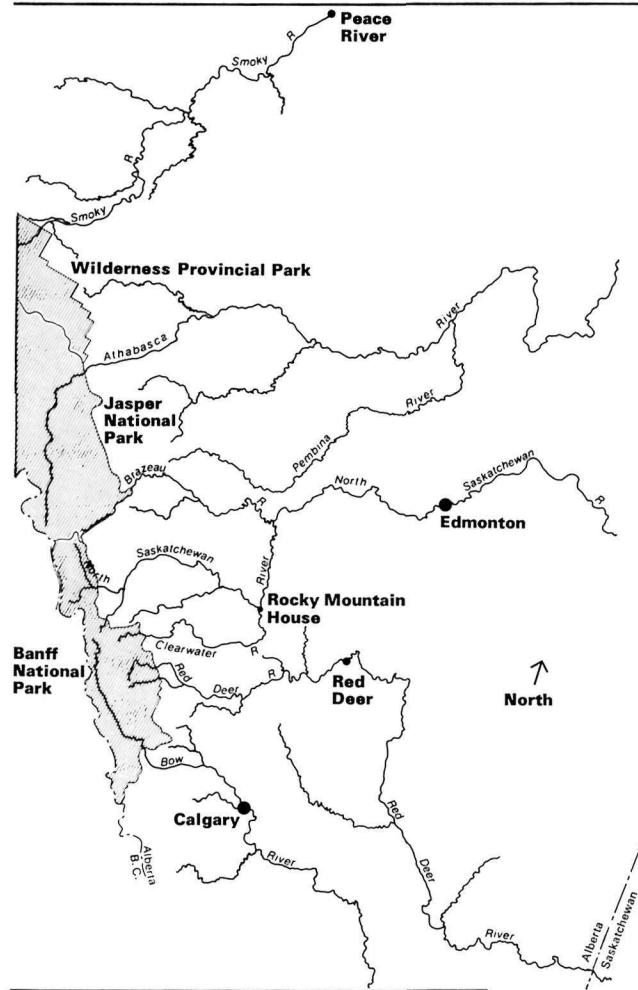 Peace
River
Smoky R
R
Smoky
Wilderness Provincial Park
River
Athabasca
Jasper
National
Park
River
Pembina
Brazeau
R
North
Saskatchewan
R
Edmonton
North
Saskatchewan
River
Rocky Mountain
House
Clearwater R
Banff
National
Park
Red
Deer
R
Red
Deer
North
Bow
Calgary
Red
Deer
River
Alberta
B.C.
River
Alberta
Saskatchewan